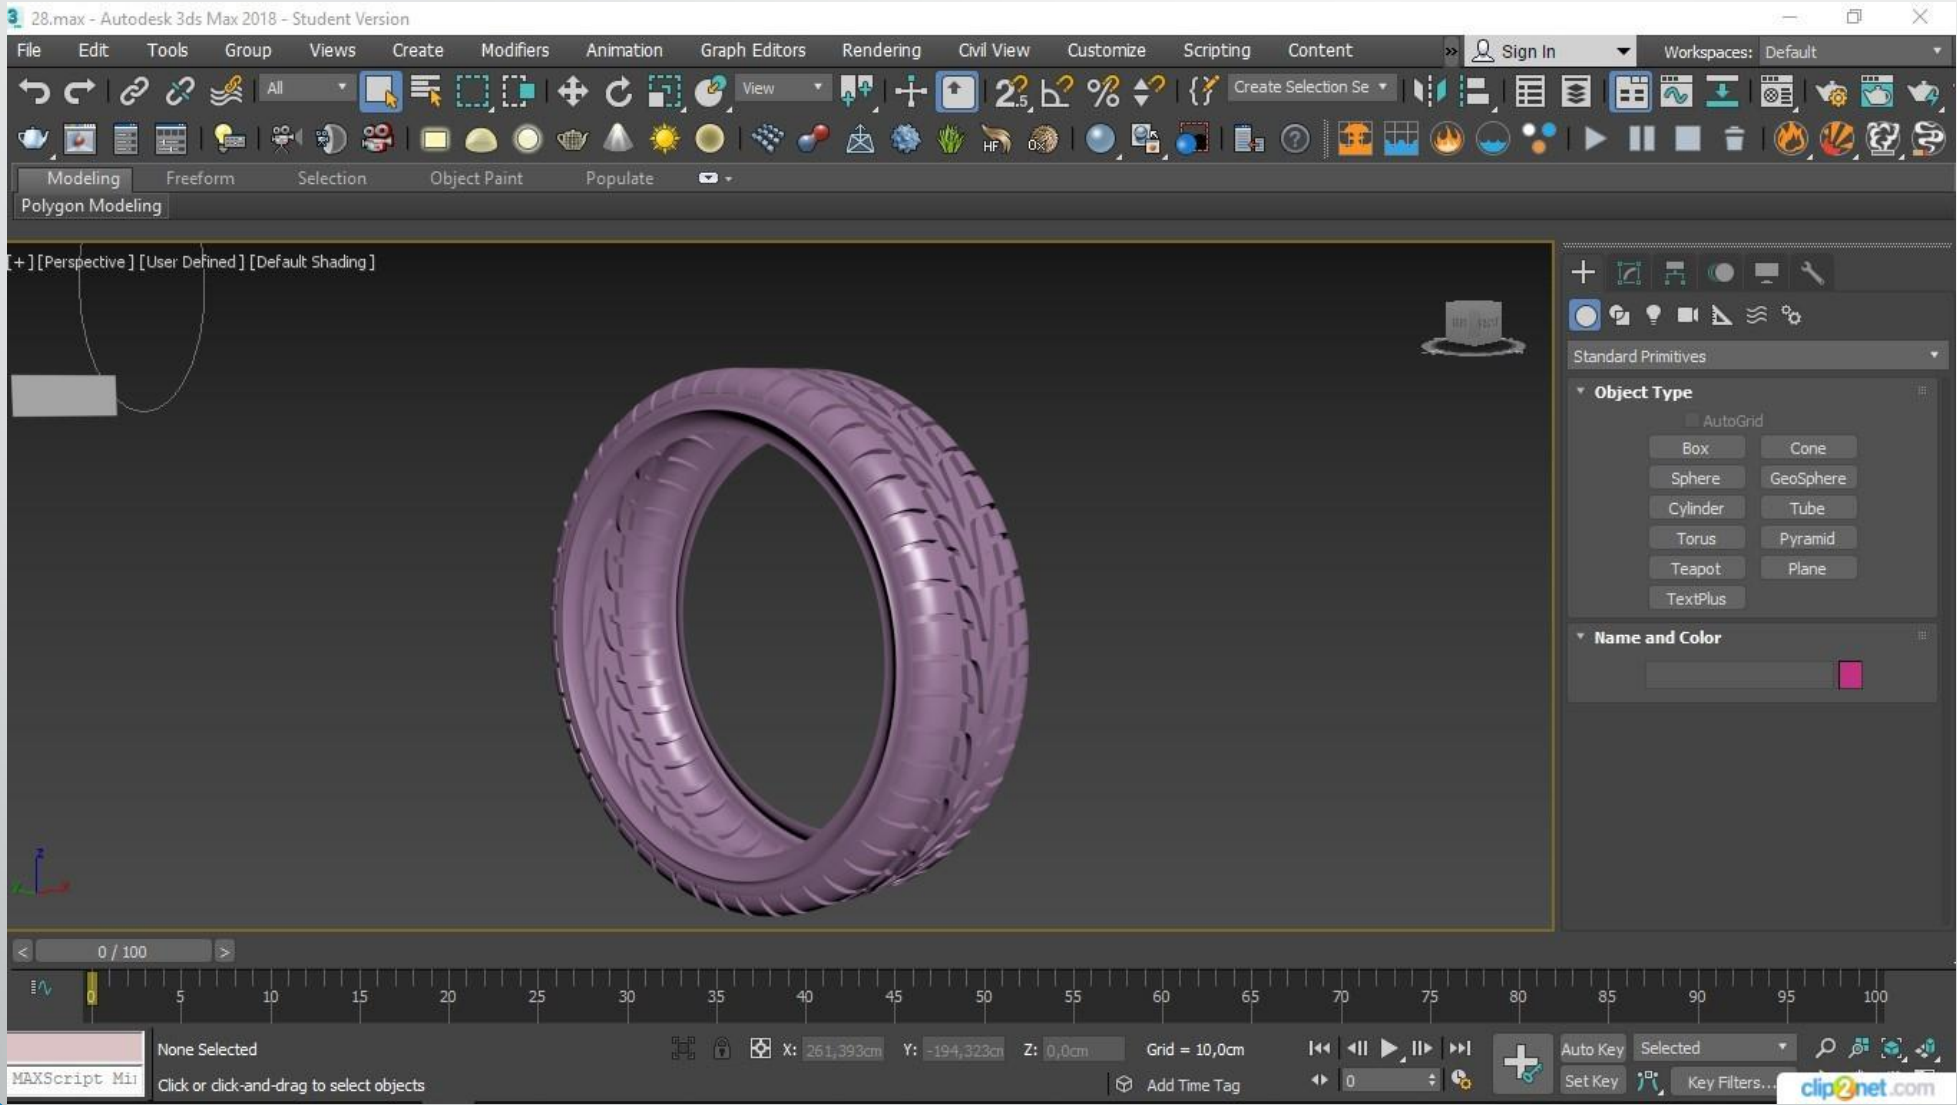 28.max - Autodesk 3ds Max 2018 - Student Version
File Edit Tools Group Views Create Modifiers Animation Graph Editors Rendering Civil View Customize Scripting Content » Sign In Workspaces: Default
All View 2.5 Create Selection Se
HF
Modeling Freeform Selection Object Paint Populate
Polygon Modeling
[+] [Perspective] [User Defined] [Default Shading]
Standard Primitives
Object Type
AutoGrid
Box Cone
Sphere GeoSphere
Cylinder Tube
Torus Pyramid
Teapot Plane
TextPlus
Name and Color
z
< 0 / 100 >
0 5 10 15 20 25 30 35 40 45 50 55 60 65 70 75 80 85 90 95 100
None Selected X: 261,393cm Y: -194,323cm Z: 0,0cm Grid = 10,0cm Auto Key Selected
MAXScript Mi Click or click-and-drag to select objects Add Time Tag 0 Set Key Key Filters...
clip2net.com